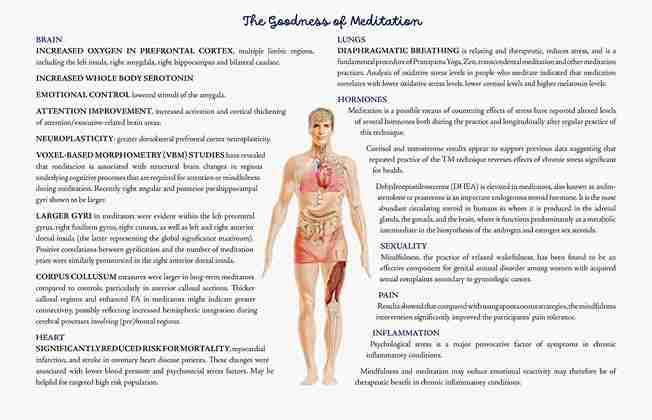 The Goodness of Meditation
BRAIN
INCREASED OXYGEN IN PREFRONTAL CORTEX, multiple limbic regions,
including the left insula, right amygdala, right hippocampus and bilateral caudate.
INCREASED WHOLE BODY SEROTONIN
EMOTIONAL CONTROL lowered stimuli of the amygala.
ATTENTION IMPROVEMENT, increased activation and cortical thickening
of attention/executive-related brain areas.
NEUROPLASTICITY: greater dorsolateral prefrontal cortex neuroplasticity.
VOXEL-BASED MORPHOMETRY (VBM) STUDIES have revealed
that meditation is associated with structural brain changes in regions
underlying cognitive processes that are required for attention or mindfulness
during meditation. Recently right angular and posterior parahippocampal
gyri shown to be larger.
LARGER GYRI in meditators were evident within the left precentral
gyrus, right fusiform gyrus, right cuneus, as well as left and right anterior
dorsal insula (the latter representing the global significance maximum).
Positive correlations between gyrification and the number of meditation
years were similarly pronounced in the right anterior dorsal insula.
CORPUS COLLUSUM measures were larger in long-term meditators
compared to controls, particularly in anterior callosal sections. Thicker
callosal regions and enhanced FA in meditators might indicate greater
connectivity, possibly reflecting increased hemispheric integration during
cerebral processes involving (pre)frontal regions.
HEART
SIGNIFICANTLY REDUCED RISK FOR MORTALITY, myocardial
infarction, and stroke in coronary heart disease patients. These changes were
associated with lower blood pressure and psychosocial stress factors. May
be helpful for targeted high risk population.
LUNGS
DIAPHRAGMATIC BREATHING is relaxing and therapeutic, reduces stress, and is a
fundamental procedure of Pranayama Yoga, Zen, transcendental meditation and other meditation
practices. Analysis of oxidative stress levels in people who meditate indicated that meditation
correlates with lower oxidative stress levels, lower cortisol levels and higher melatonin levels.
HORMONES
Meditation is a possible means of countering effects of stress have reported altered levels
of several hormones both during the practice and longitudinally after regular practice of
this technique.
Cortisol and testosterone results appear to support previous data suggesting that
repeated practice of the TM technique reverses effects of chronic stress significant
for health.
(DHEA) is elevated in meditators, also known as
or prasterone is an important endogenous steroid hormone. It is the most
abundant circulating steroid in humans in whom it is produced in the adrenal
glands, the gonads, and the brain, where it functions predominately as a metabolic
intermediate in the biosynthesis of the androgen and estrogen sex steroids.
SEXUALITY
Mindfulness, the practice of relaxed wakefulness, has been found to be an
effective component for genital arousal disorder among women with acquired
sexual complaints secondary to gynecologic cancers.
PAIN
Results showed that compared with using spontaneous strategies, the mindfulness
intervention significantly improved the participants' pain tolerance.
INFLAMMATION
Psychological stress is a major provocative factor of symptoms in chronic
inflammatory conditions.
Mindfulness and meditation may reduce emotional reactivity may therefore be of
therapeutic benefit in chronic inflammatory conditions.